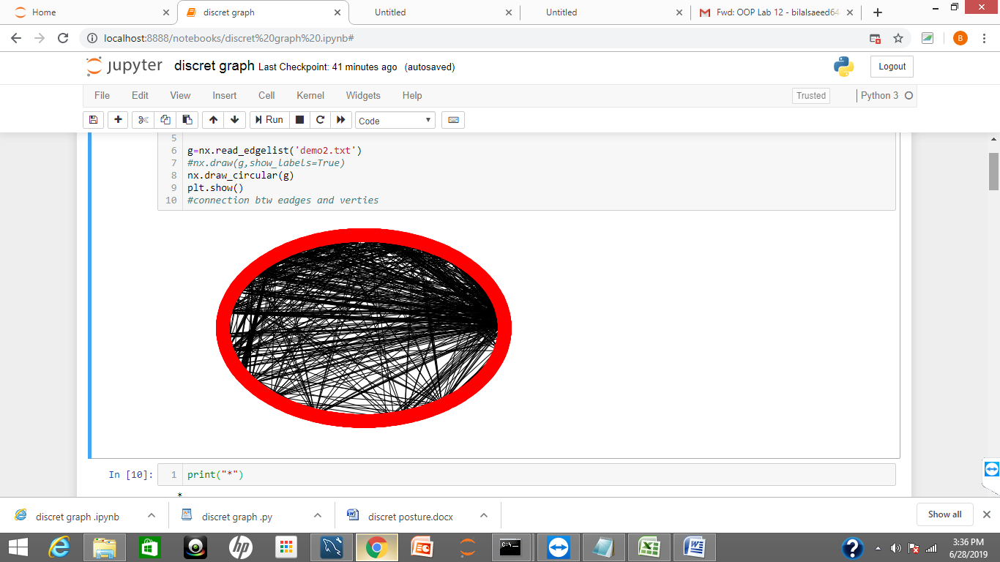 Home
discret graph
Untitled
Untitled
Fwd: OOP Lab 12 - bilalsaeed64
localhost:8888/notebooks/discret%20graph%20.ipynb#
B
jupyter discret graph Last Checkpoint: 41 minutes ago (autosaved)
Logout
File Edit View Insert Cell Kernel Widgets Help
Trusted
Python 3
Run
Code
5
6 g=nx.read_edgelist('demo2.txt')
7 #nx.draw(g,show_labels=True)
8 nx.draw_circular(g)
9 plt.show()
10 #connection btw eadges and verties
In [10]: 1 print("*")
*
discret graph .ipynb
discret graph .py
discret posture.docx
Show all
3:36 PM
6/28/2019